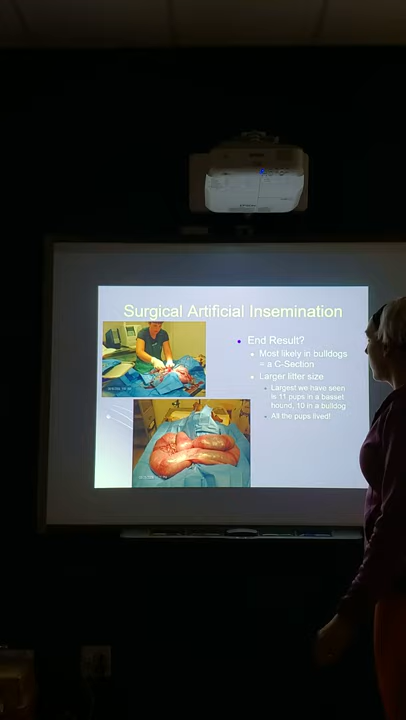 Surgical Artificial Insemination
End Result?
Most likely in bulldogs
= a C-Section
Larger litter size
Largest we have seen
is 11 pups in a basset
hound, 10 in a bulldog
All the pups lived!